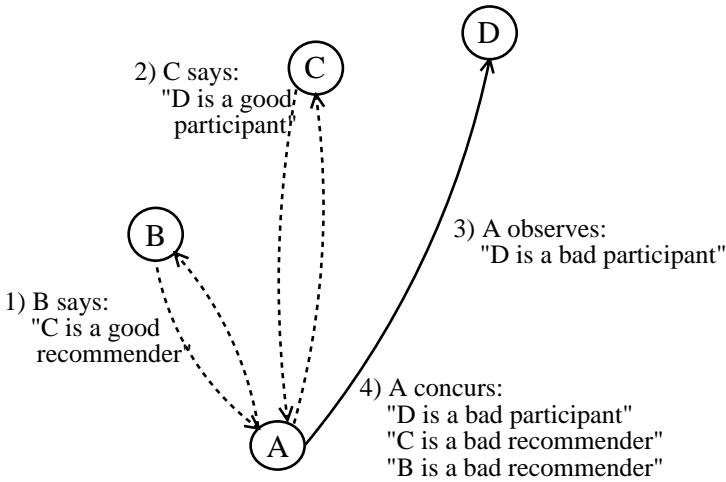 D
C
2) C says:
"D is a good
participant"
B
3) A observes:
"D is a bad participant"
1) B says:
"C is a good
recommender"
4) A concurs:
"D is a bad participant"
"C is a bad recommender"
"B is a bad recommender"
A